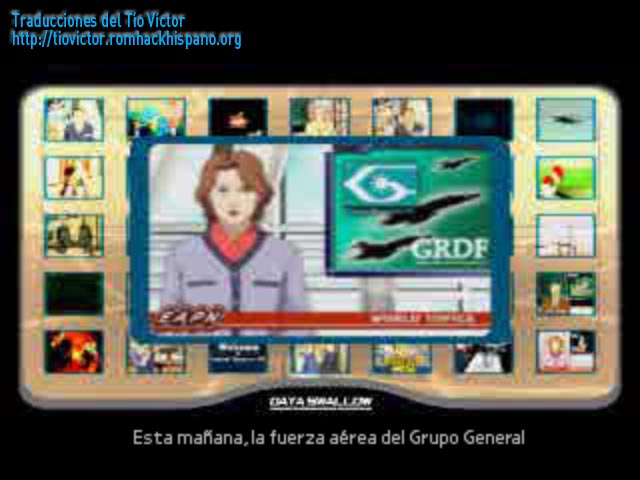 Traducciones del Tio Victor
http://tiovictor.romhackhispano.org
GRDF
WORLD TOPICS
DATA SWALLOW
Esta mañana, la fuerza aérea del Grupo General